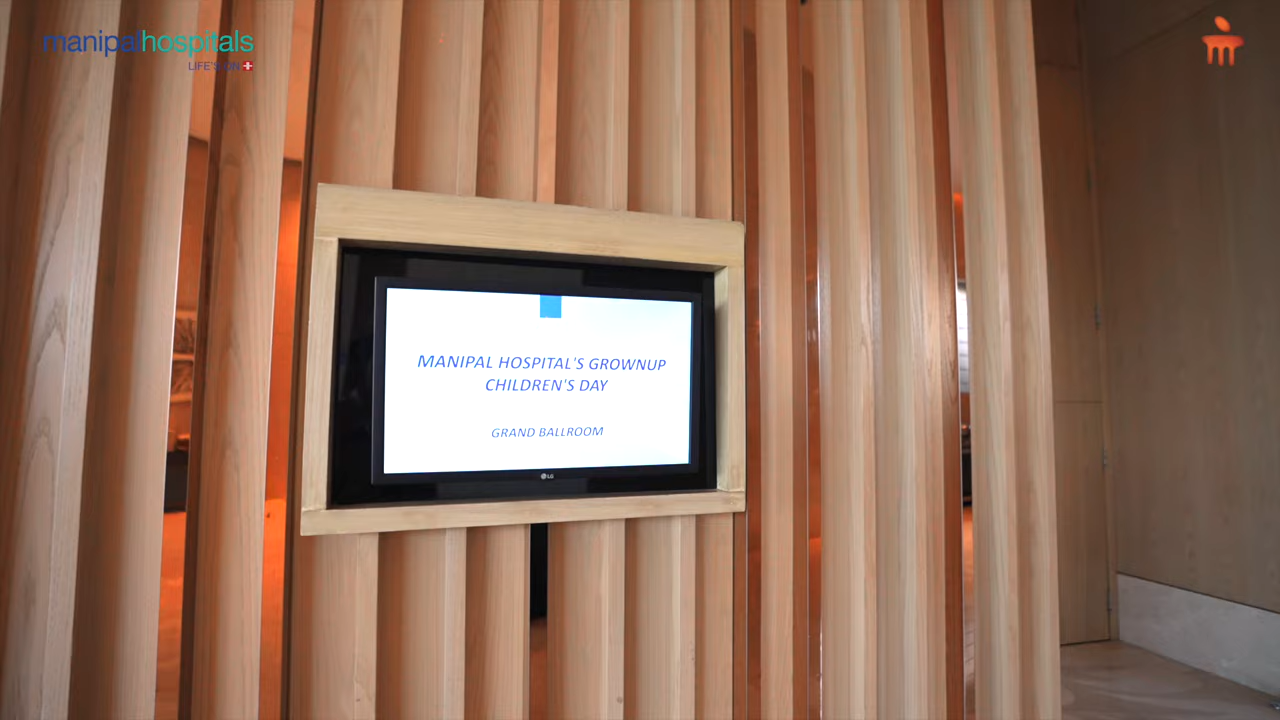 manipalhospitals
LIFE'S ON
MANIPAL HOSPITAL'S GROWNUP
CHILDREN'S DAY
GRAND BALLROOM
LG